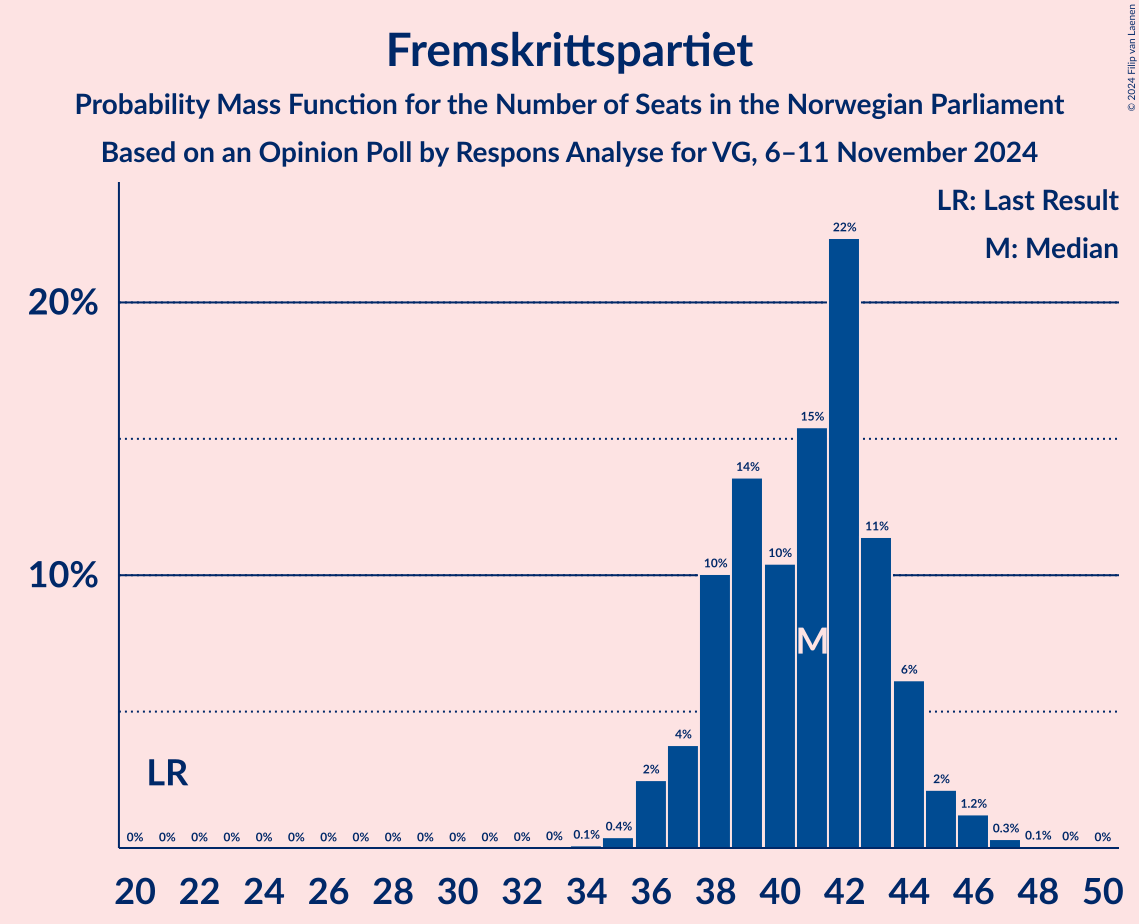 Fremskrittspartiet
Probability Mass Function for the Number of Seats in the Norwegian Parliament
Based on an Opinion Poll by Respons Analyse for VG, 6–11 November 2024
© 2024 Filip van Laenen
LR: Last Result
M: Median
20%
10%
22%
15%
14%
11%
10%
10%
M
6%
4%
LR
2%
2%
1.2%
0% 0% 0% 0% 0% 0% 0% 0% 0% 0% 0% 0% 0% 0% 0.1% 0.4% 0.3% 0.1% 0% 0%
20 22 24 26 28 30 32 34 36 38 40 42 44 46 48 50